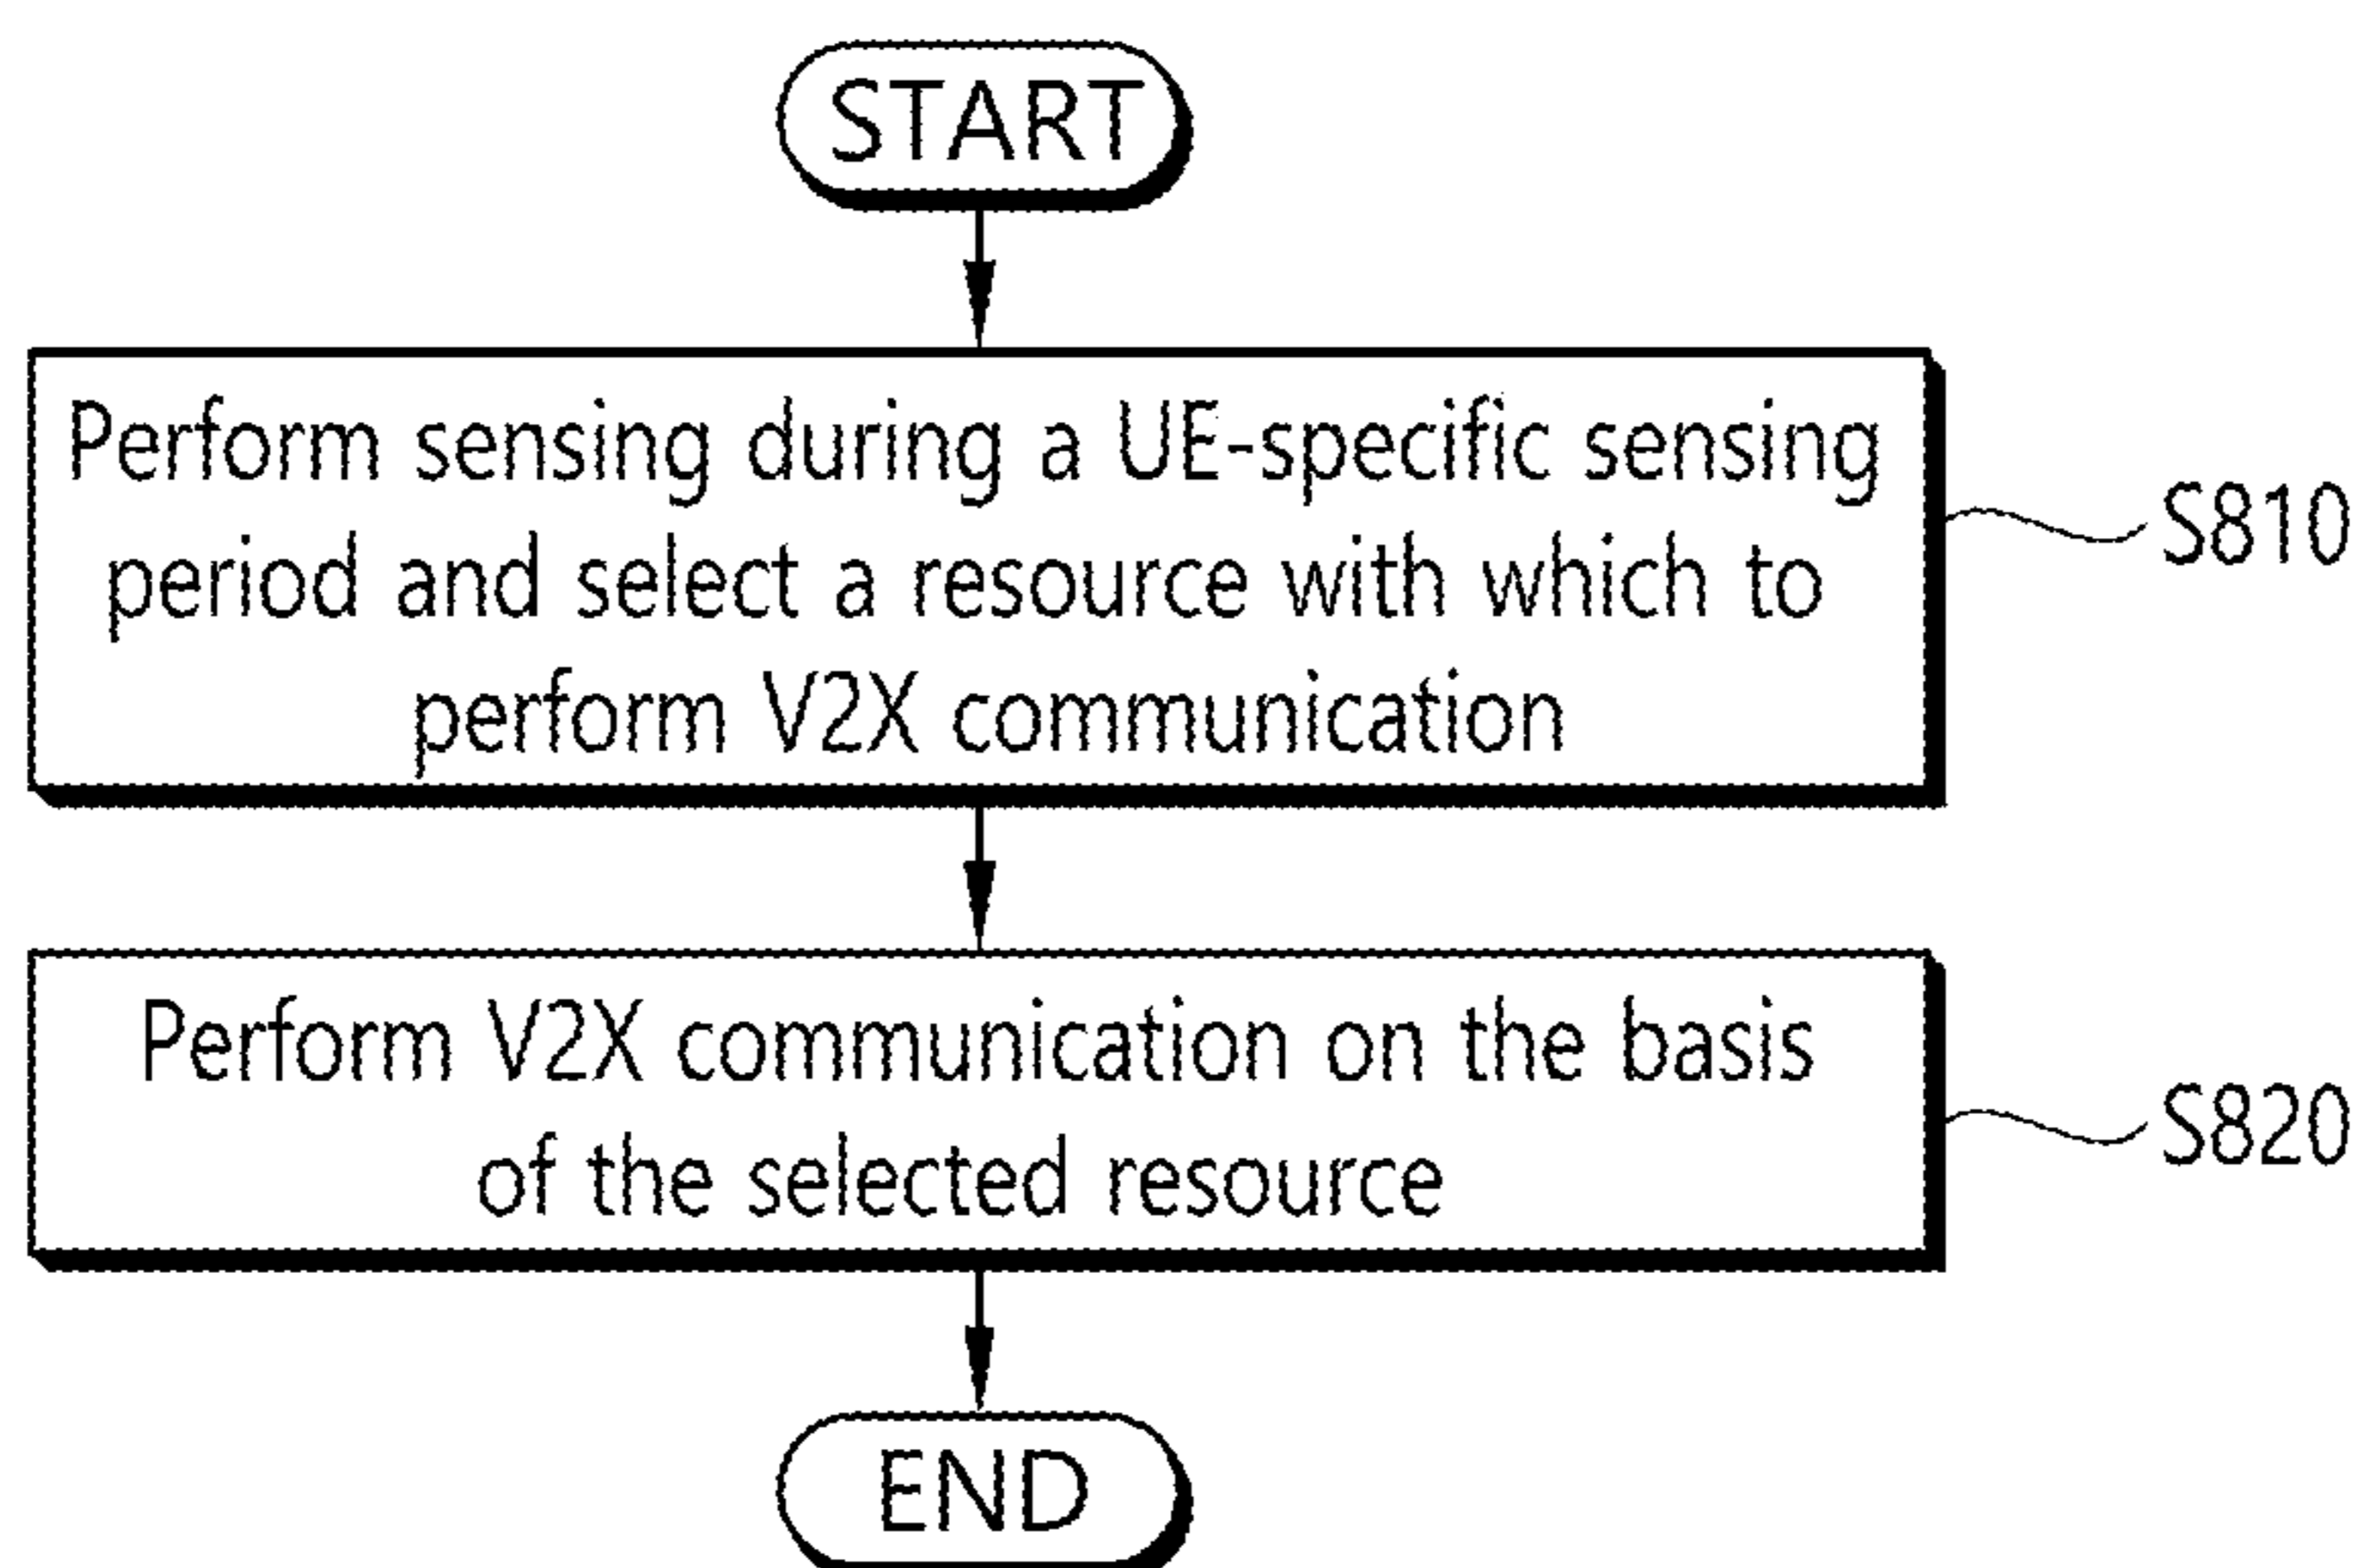 START
Perform sensing during a UE-specific sensing
period and select a resource with which to
perform V2X communication
S810
Perform V2X communication on the basis
of the selected resource
S820
END